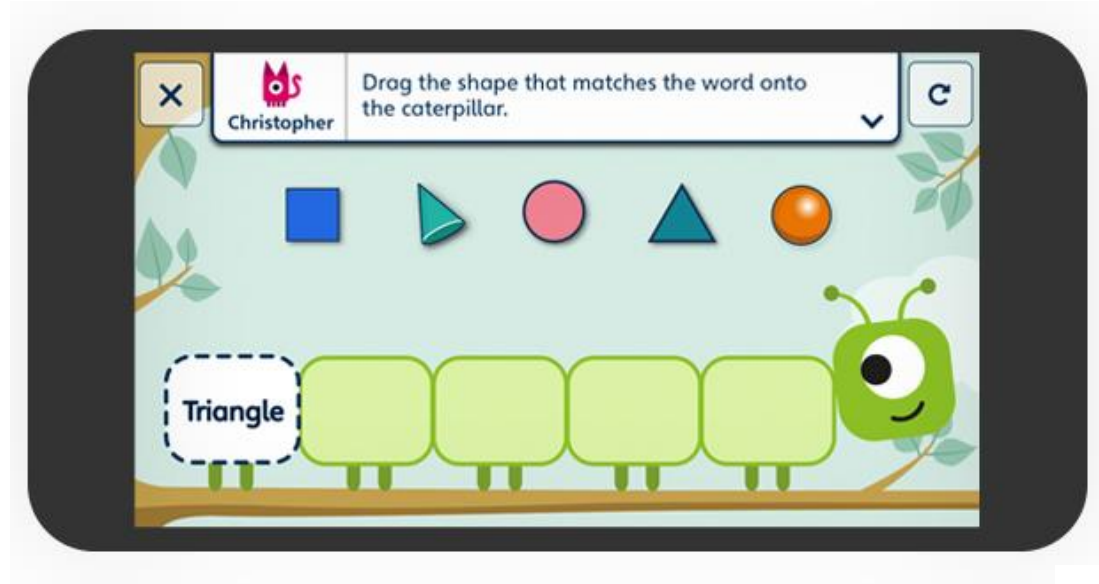 Drag the shape that matches the word onto
the caterpillar.
Christopher
Triangle